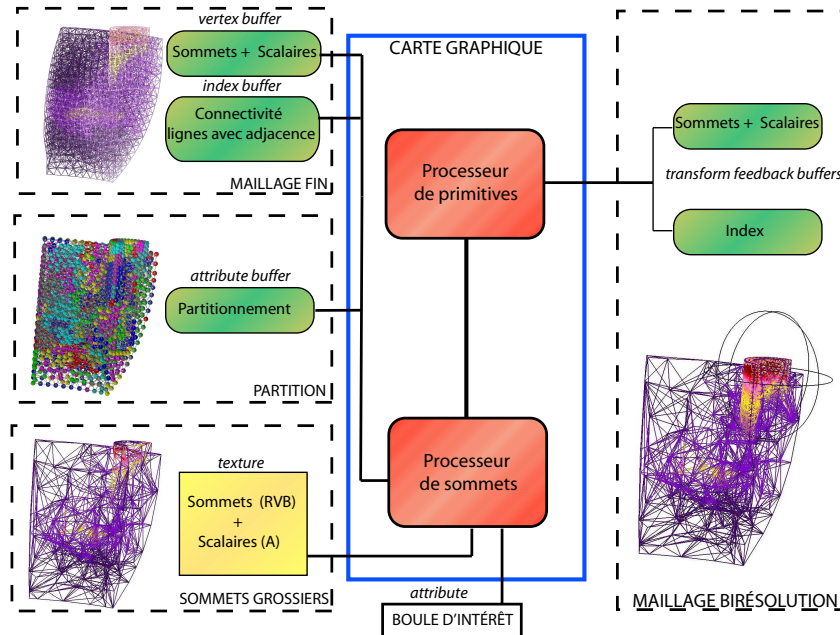 vertex buffer
Sommets + Scalaires
index buffer
Connectivité
lignes avec adjacence
MAILLAGE FIN
attribute buffer
Partitionnement
PARTITION
texture
Sommets (RVB)
+
Scalaires (A)
SOMMETS GROSSIERS
CARTE GRAPHIQUE
Processeur
de primitives
Processeur
de sommets
attribute
BOULE D'INTÉRÊT
Sommets + Scalaires
transform feedback buffers
Index
MAILLAGE BIRÉSOLUTION